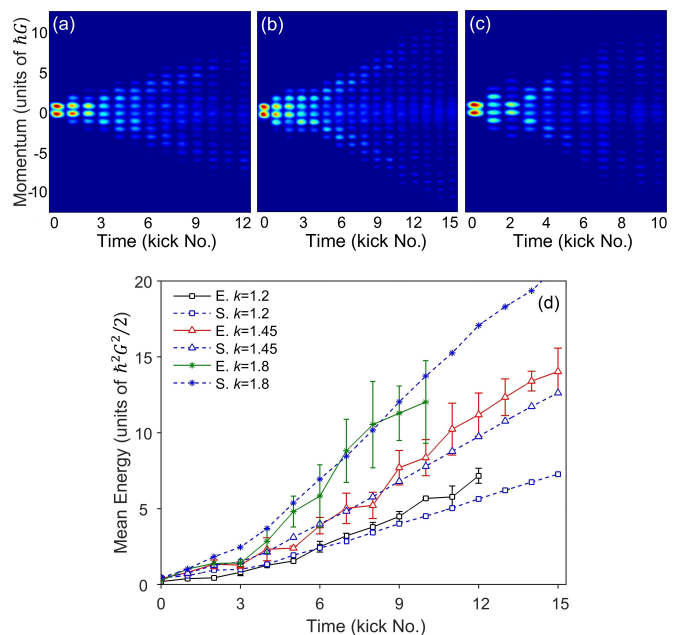 (a) (b) (c)
Momentum (units of ħG)
10
5
0
-5
-10
0 3 6 9 12
0 3 6 9 12 15
0 2 4 6 8 10
Time (kick No.) Time (kick No.) Time (kick No.)
(d)
E. k=1.2
S. k=1.2
E. k=1.45
S. k=1.45
E. k=1.8
S. k=1.8
Mean Energy (units of ħ²G²/2)
20
15
10
5
0
0 3 6 9 12 15
Time (kick No.)